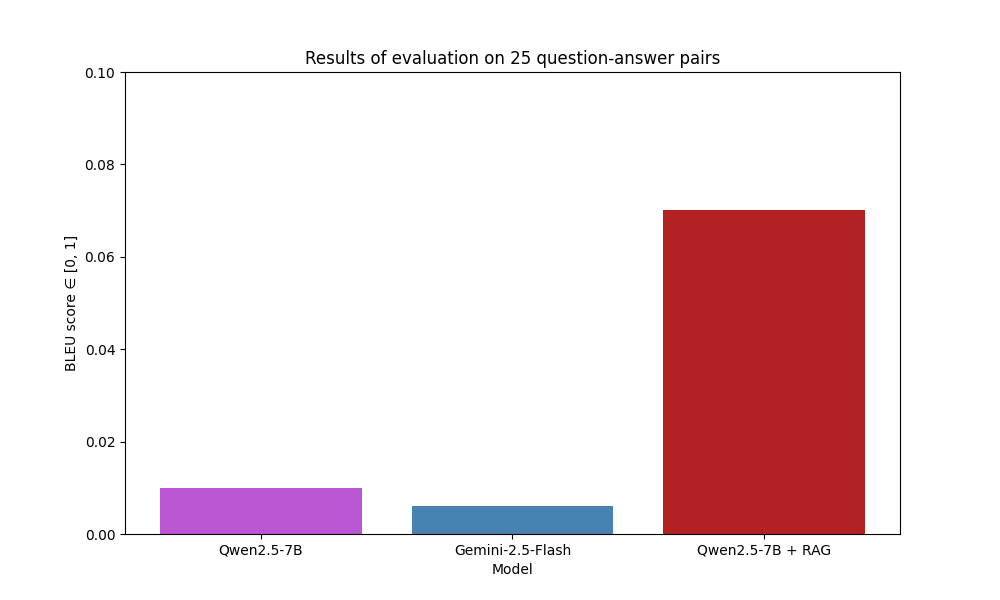 Results of evaluation on 25 question-answer pairs
0.10
0.08
0.06
0.04
0.02
0.00
BLEU score ∈ [0, 1]
Qwen2.5-7B
Gemini-2.5-Flash
Qwen2.5-7B + RAG
Model